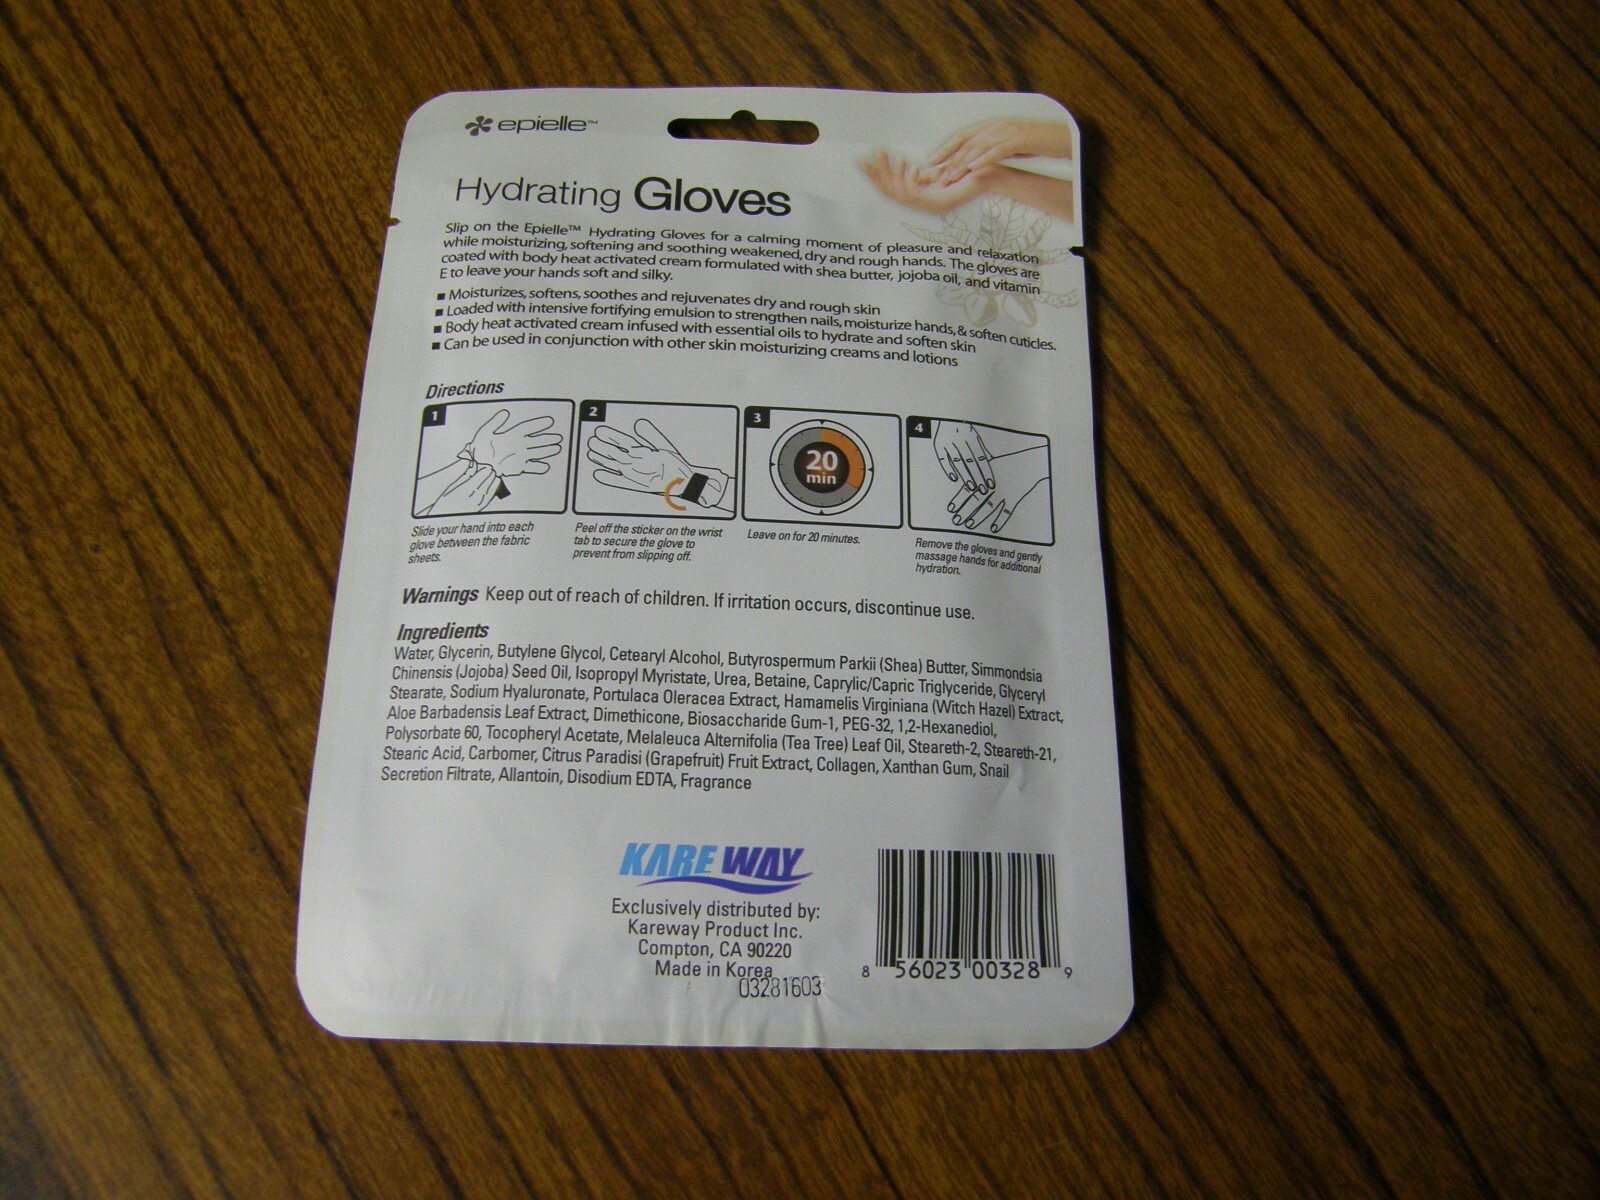 epielle™
Hydrating Gloves
Slip on the Epielle™ Hydrating Gloves for a calming moment of pleasure and relaxation
while moisturizing, softening and soothing weakened, dry and rough hands. The gloves are
coated with body heat activated cream formulated with shea butter, jojoba oil, and vitamin
E to leave your hands soft and silky.
■ Moisturizes, softens, soothes and rejuvenates dry and rough skin
■ Loaded with intensive fortifying emulsion to strengthen nails, moisturize hands, & soften cuticles.
■ Body heat activated cream infused with essential oils to hydrate and soften skin
■ Can be used in conjunction with other skin moisturizing creams and lotions
Directions
1
Slide your hand into each
glove between the fabric
sheets.
2
Peel off the sticker on the wrist
tab to secure the glove to
prevent from slipping off.
3
20
min
Leave on for 20 minutes.
4
Remove the gloves and gently
massage hands for additional
hydration.
Warnings Keep out of reach of children. If irritation occurs, discontinue use.
Ingredients
Water, Glycerin, Butylene Glycol, Cetearyl Alcohol, Butyrospermum Parkii (Shea) Butter, Simmondsia
Chinensis (Jojoba) Seed Oil, Isopropyl Myristate, Urea, Betaine, Caprylic/Capric Triglyceride, Glyceryl
Stearate, Sodium Hyaluronate, Portulaca Oleracea Extract, Hamamelis Virginiana (Witch Hazel) Extract,
Aloe Barbadensis Leaf Extract, Dimethicone, Biosaccharide Gum-1, PEG-32, 1,2-Hexanediol,
Polysorbate 60, Tocopheryl Acetate, Melaleuca Alternifolia (Tea Tree) Leaf Oil, Steareth-2, Steareth-21,
Stearic Acid, Carbomer, Citrus Paradisi (Grapefruit) Fruit Extract, Collagen, Xanthan Gum, Snail
Secretion Filtrate, Allantoin, Disodium EDTA, Fragrance
KAREWAY
Exclusively distributed by:
Kareway Product Inc.
Compton, CA 90220
Made in Korea
03281603
8 56023 00328 9